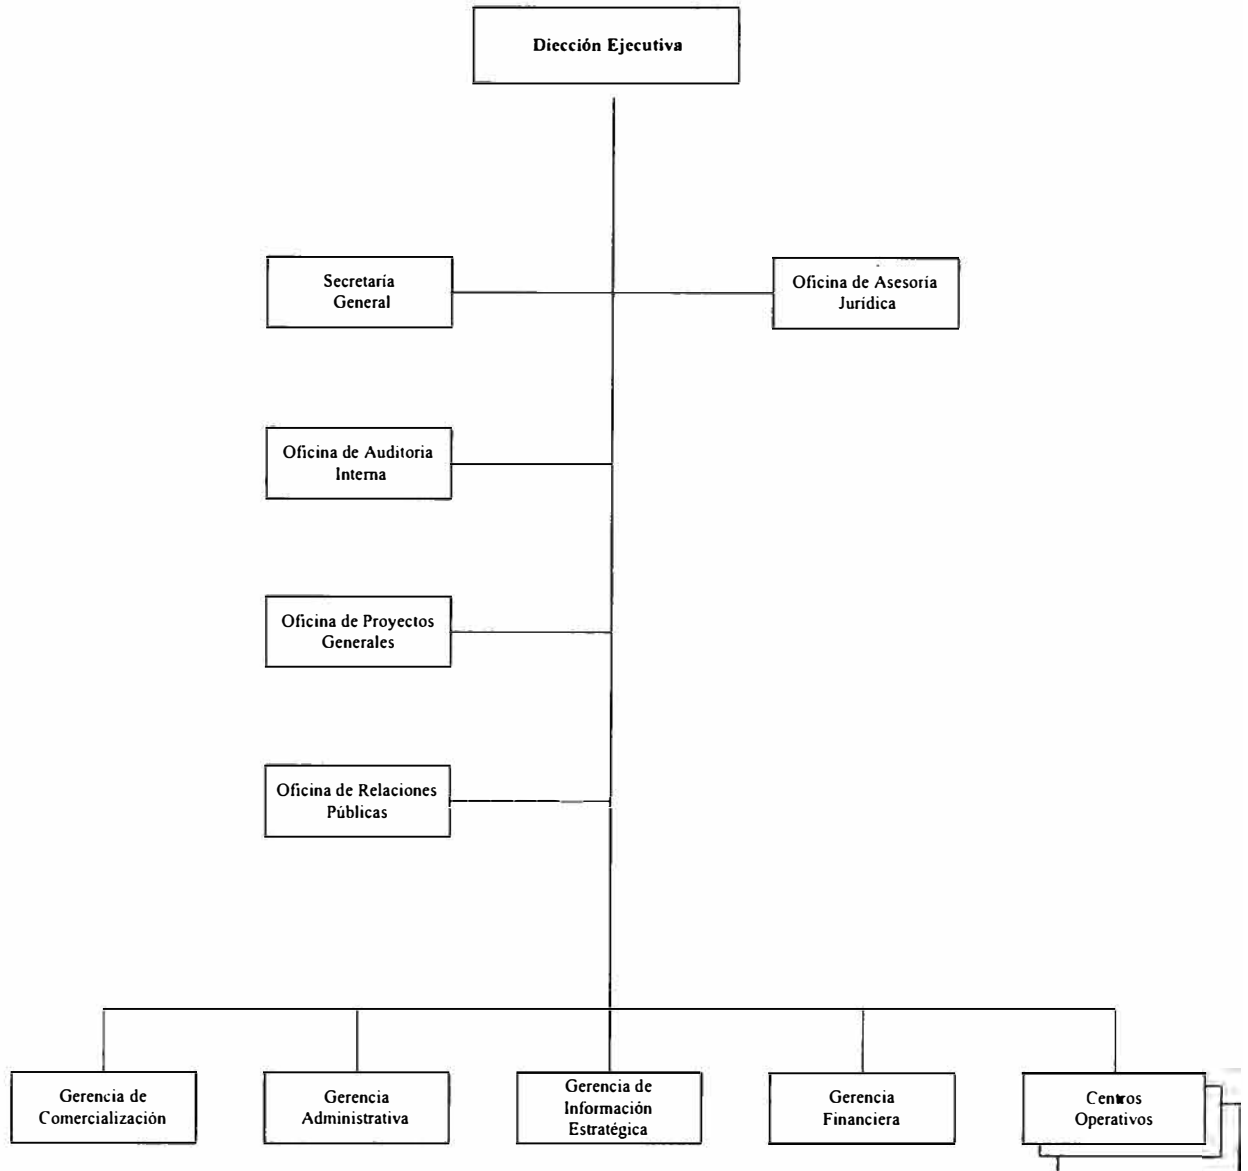 Diección Ejecutiva
Secretaría
General
Oficina de Asesoría
Jurídica
Oficina de Auditoria
Interna
Oficina de Proyectos
Generales
Oficina de Relaciones
Públicas
Gerencia de
Comercialización
Gerencia
Administrativa
Gerencia de
Información
Estratégica
Gerencia
Financiera
Centros
Operativos